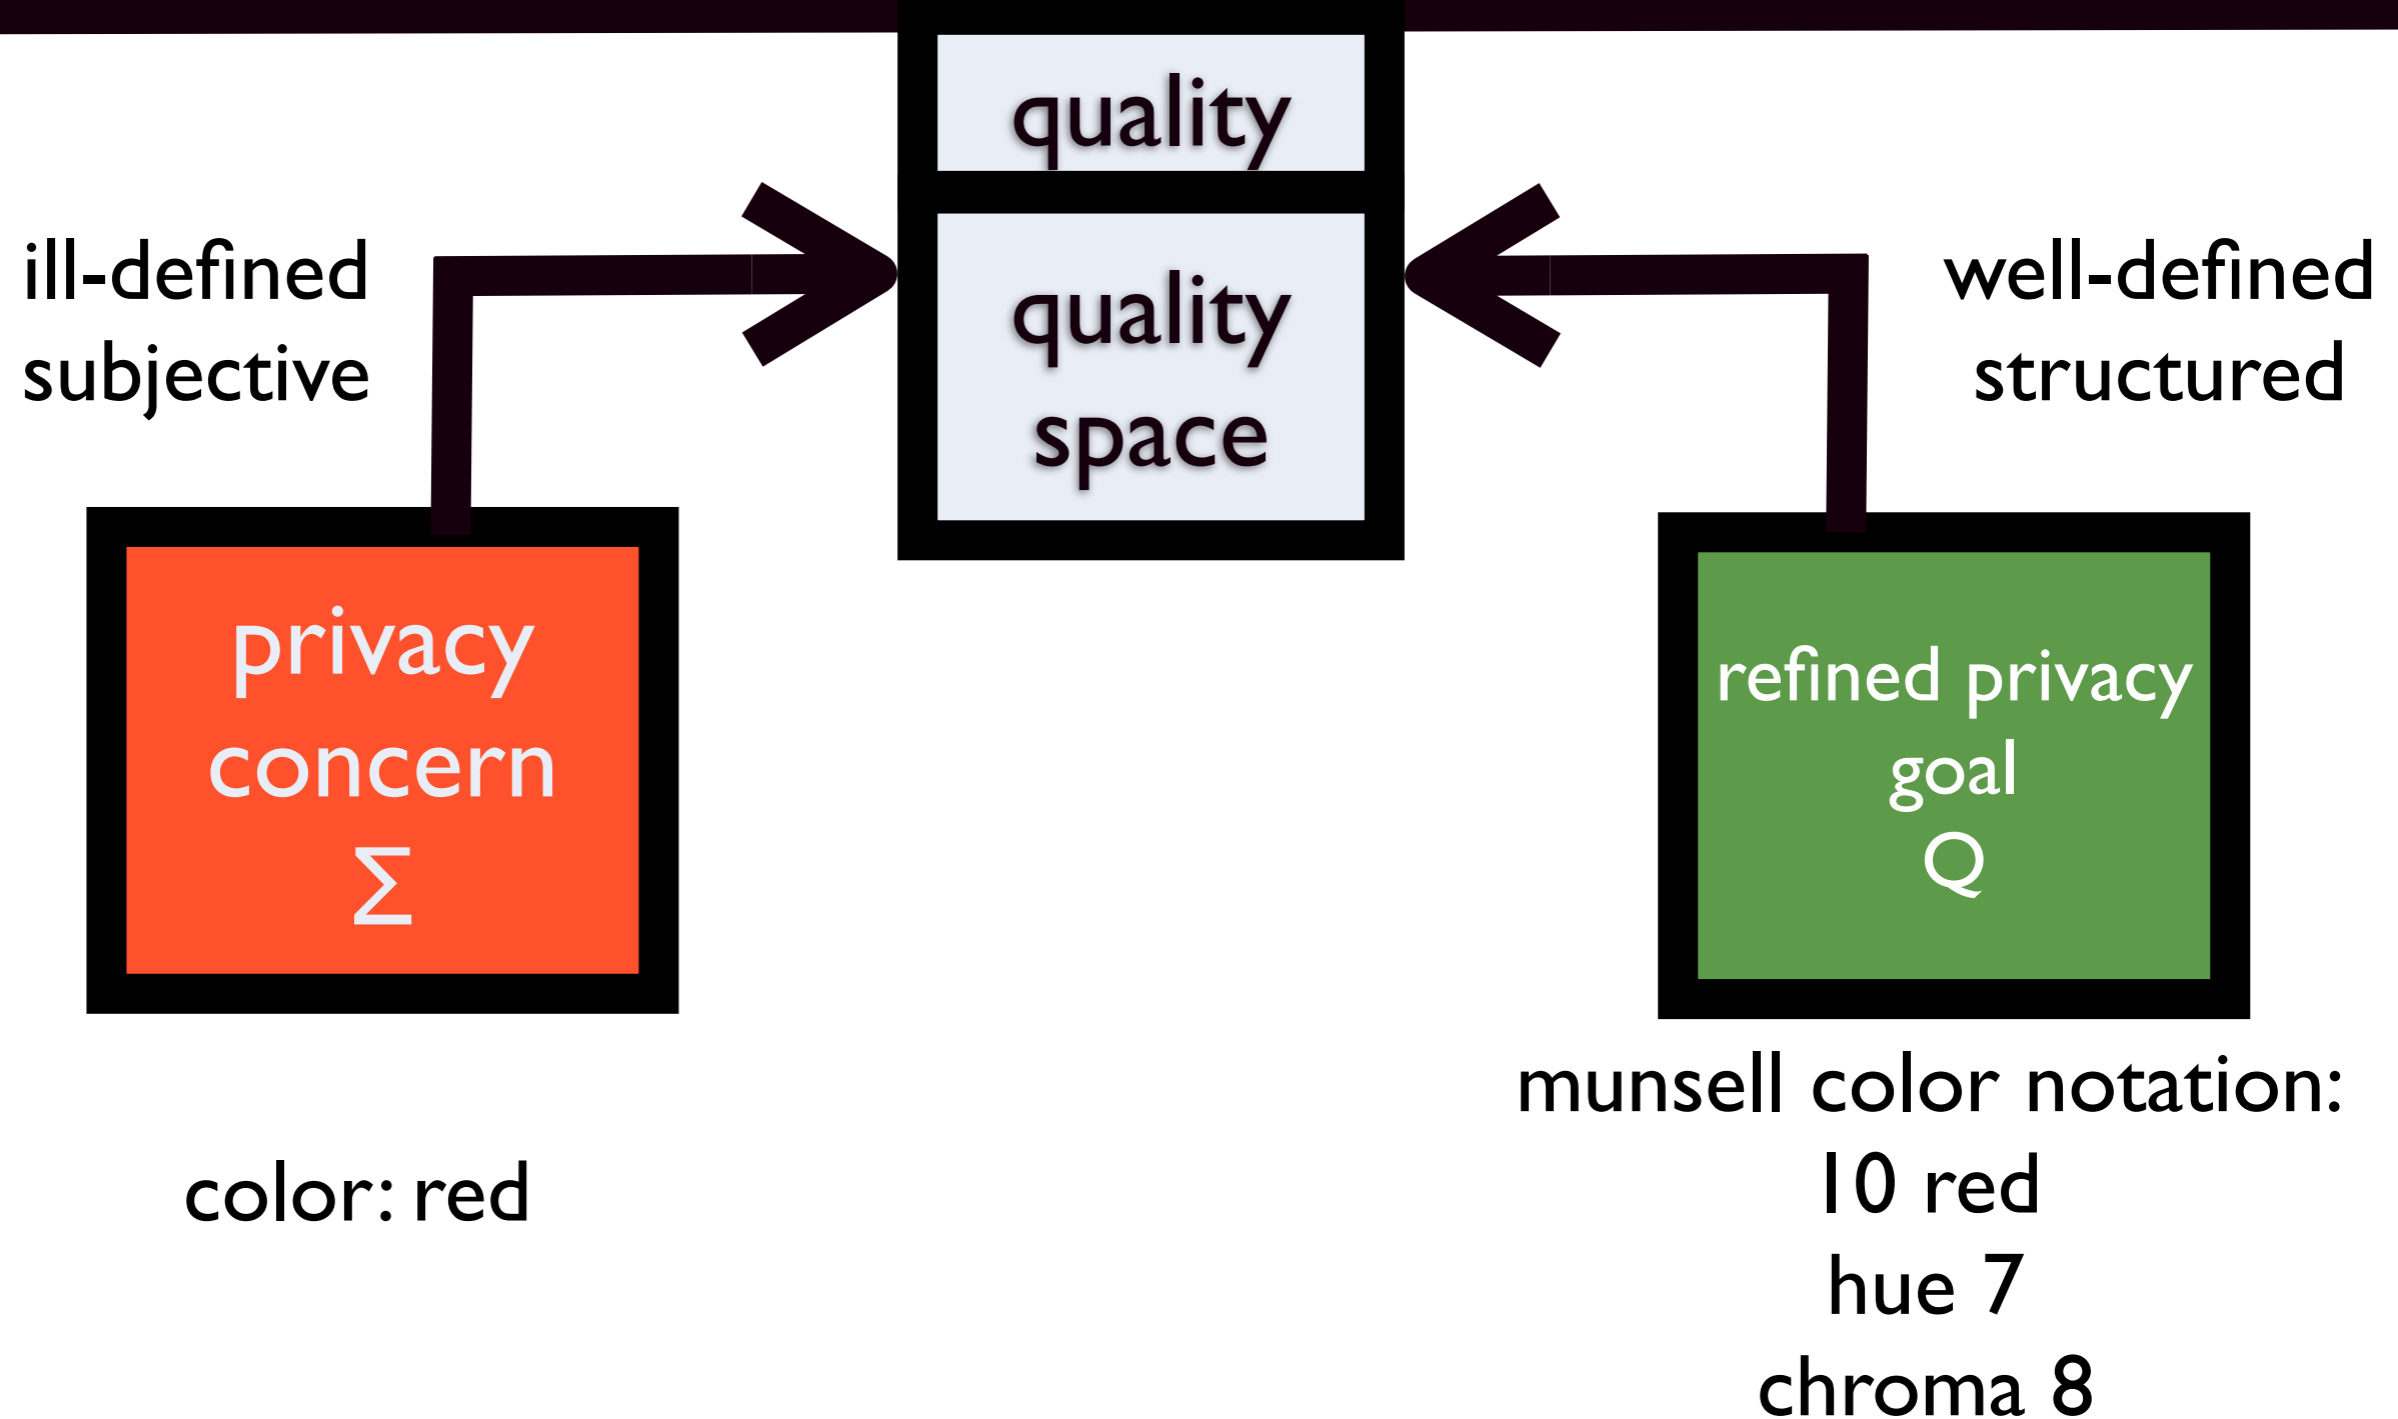 quality
quality
space
ill-defined
subjective
well-defined
structured
privacy
concern
Σ
refined privacy
goal
Q
color: red
munsell color notation:
10 red
hue 7
chroma 8